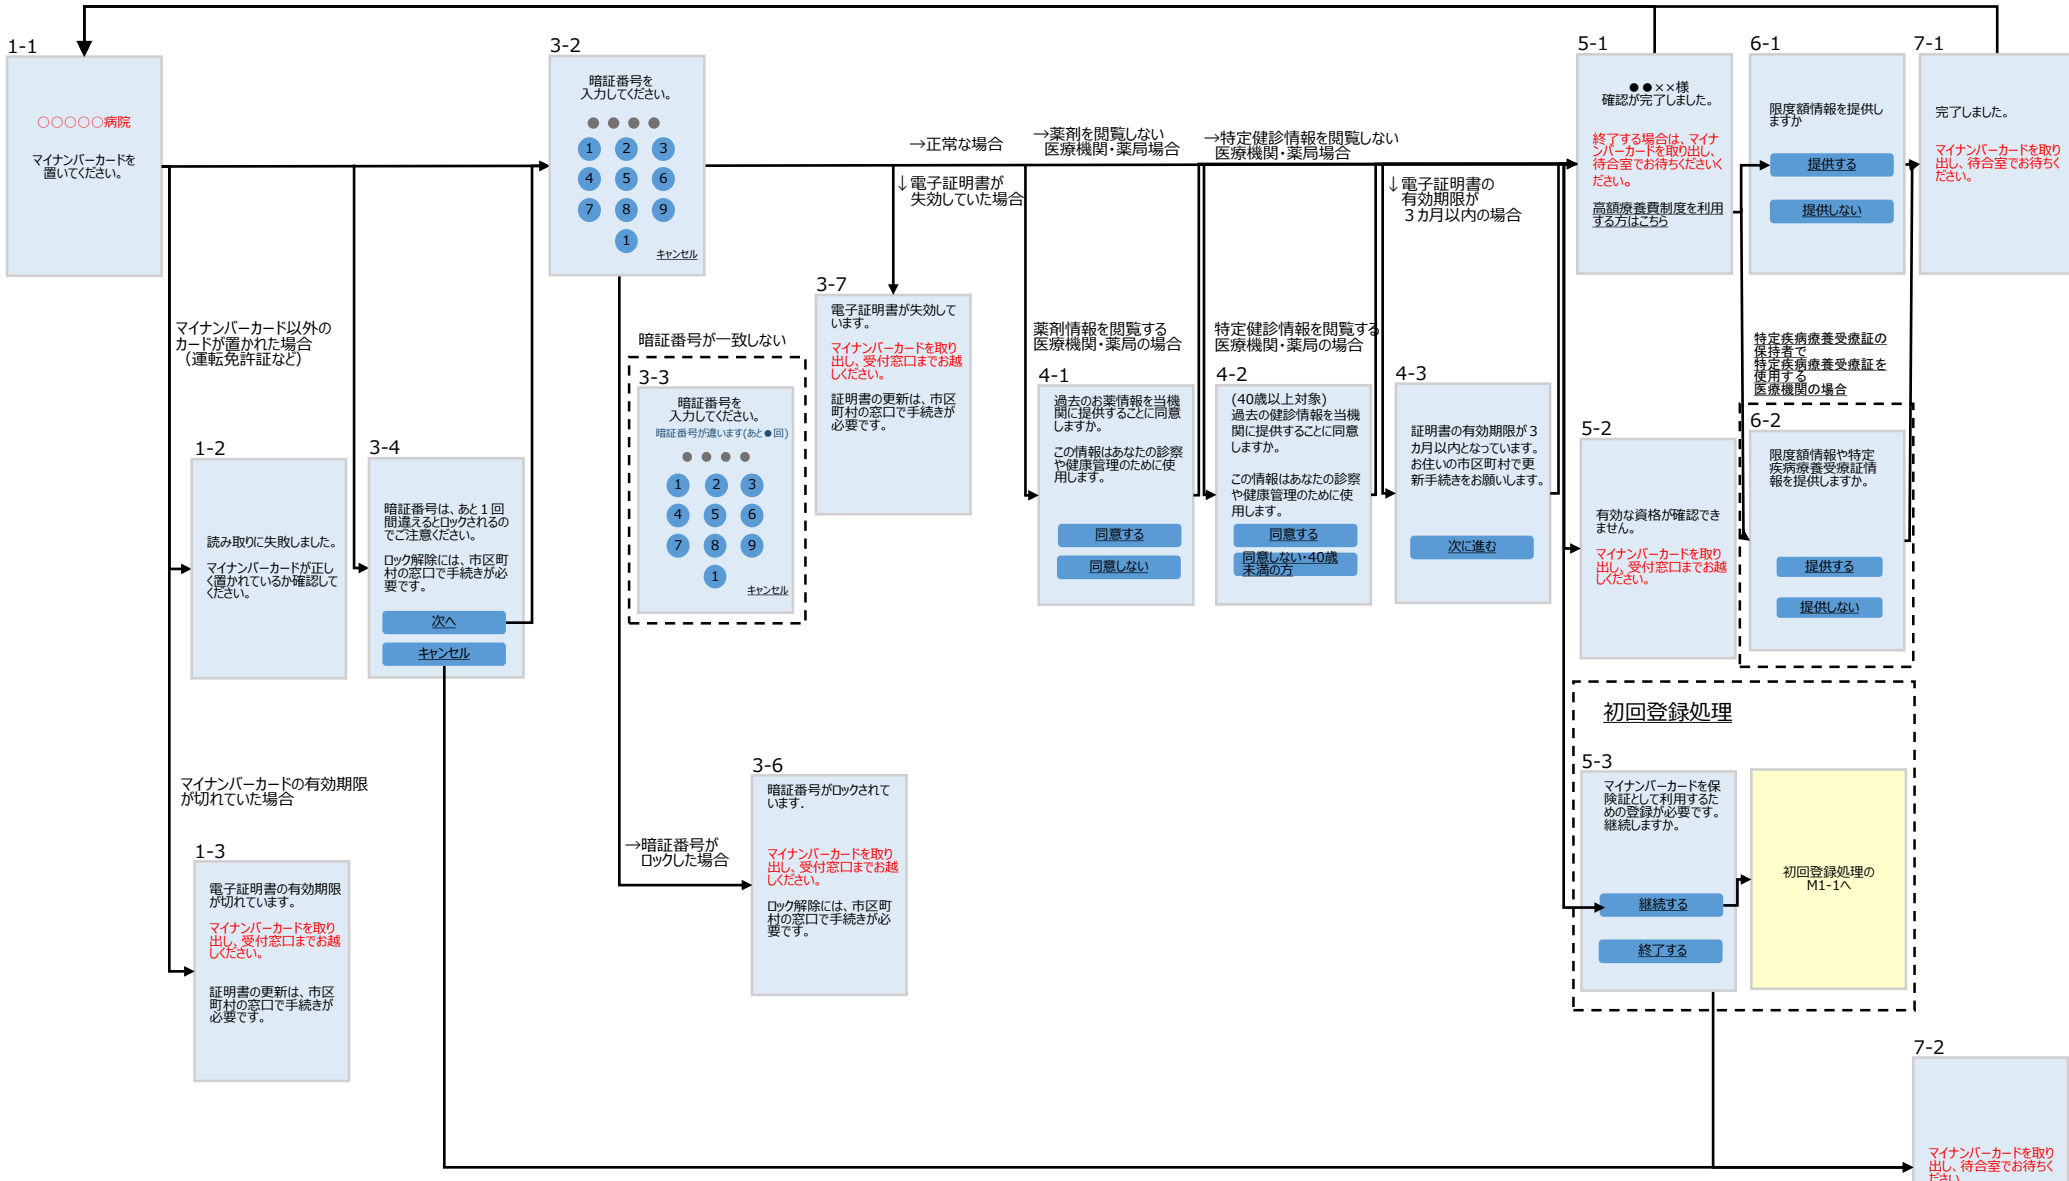 1-1
○○○○○病院
マイナンバーカードを
置いてください。
マイナンバーカード以外の
カードが置かれた場合
（運転免許証など）
1-2
読み取りに失敗しました。
マイナンバーカードが正し
く置かれているか確認して
ください。
マイナンバーカードの有効期限
が切れていた場合
1-3
電子証明書の有効期限
が切れています。
マイナンバーカードを取り
出し、受付窓口までお越
しください。
証明書の更新は、市区
町村の窓口で手続きが
必要です。
3-4
暗証番号は、あと１回
間違えるとロックされるの
でご注意ください。
ロック解除には、市区町
村の窓口で手続きが必
要です。
次へ
キャンセル
3-2
暗証番号を
入力してください。
1
2
3
4
5
6
7
8
9
1
キャンセル
暗証番号が一致しない
3-3
暗証番号を
入力してください。
暗証番号が違います(あと●回)
1
2
3
4
5
6
7
8
9
1
キャンセル
→暗証番号が
ロックした場合
3-6
暗証番号がロックされて
います.
マイナンバーカードを取り
出し、受付窓口までお越
しください。
ロック解除には、市区町
村の窓口で手続きが必
要です。
→正常な場合
↓電子証明書が
失効していた場合
3-7
電子証明書が失効して
います。
マイナンバーカードを取り
出し、受付窓口までお越
しください。
証明書の更新は、市区
町村の窓口で手続きが
必要です。
→薬剤を閲覧しない
医療機関・薬局場合
薬剤情報を閲覧する
医療機関・薬局の場合
4-1
過去のお薬情報を当機
関に提供することに同意
しますか。
この情報はあなたの診察
や健康管理のために使
用します。
同意する
同意しない
→特定健診情報を閲覧しない
医療機関・薬局場合
特定健診情報を閲覧する
医療機関・薬局の場合
4-2
(40歳以上対象)
過去の健診情報を当機
関に提供することに同意
しますか。
この情報はあなたの診察
や健康管理のために使
用します。
同意する
同意しない・40歳
未満の方
↓電子証明書の
有効期限が
３カ月以内の場合
4-3
証明書の有効期限が３
カ月以内となっています。
お住いの市区町村で更
新手続きをお願いします。
次に進む
5-1
●●××様
確認が完了しました。
終了する場合は、マイナ
ンバーカードを取り出し、
待合室でお待ちくださいく
ださい。
高額療養費制度を利用
する方はこちら
5-2
有効な資格が確認でき
ません。
マイナンバーカードを取り
出し、受付窓口までお越
しください。
初回登録処理
5-3
マイナンバーカードを保
険証として利用するた
めの登録が必要です。
継続しますか。
継続する
終了する
初回登録処理の
M1-1へ
6-1
限度額情報を提供し
ますか
提供する
提供しない
特定疾病療養受療証の
保持者で
特定疾病療養受療証を
使用する
医療機関の場合
6-2
限度額情報や特定
疾病療養受療証情
報を提供しますか。
提供する
提供しない
7-1
完了しました。
マイナンバーカードを取り
出し、待合室でお待ちく
ださい。
7-2
マイナンバーカードを取り
出し、待合室でお待ちく
ださい。